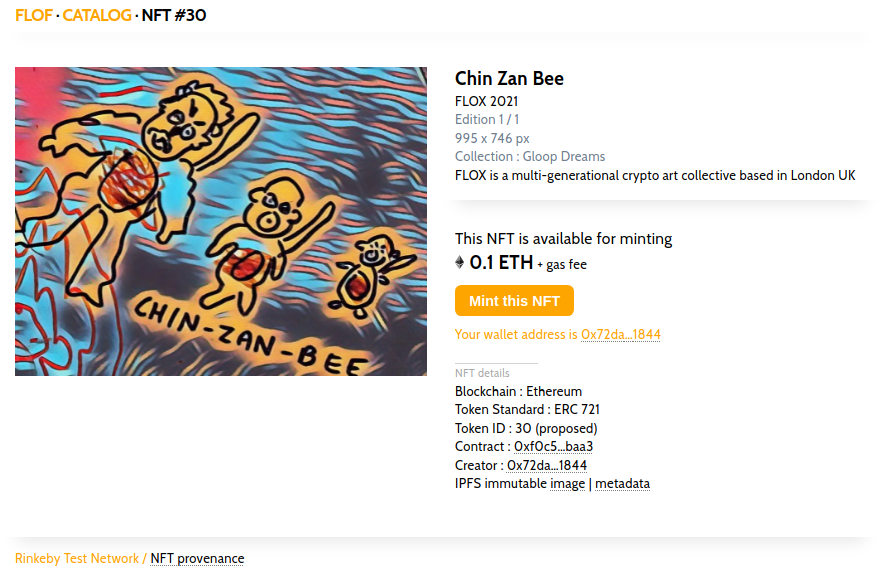 FLOF · CATALOG · NFT #30
CHIN-ZAN-BEE
Chin Zan Bee
FLOX 2021
Edition 1 / 1
995 x 746 px
Collection : Gloop Dreams
FLOX is a multi-generational crypto art collective based in London UK
This NFT is available for minting
0.1 ETH + gas fee
Mint this NFT
Your wallet address is 0x72da...1844
NFT details
Blockchain : Ethereum
Token Standard : ERC 721
Token ID : 30 (proposed)
Contract : 0xf0c5...baa3
Creator : 0x72da...1844
IPFS immutable image | metadata
Rinkeby Test Network / NFT provenance